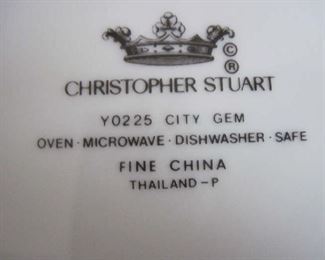 ©
®
CHRISTOPHER STUART
Y0225 CITY GEM
OVEN · MICROWAVE · DISHWASHER · SAFE
FINE CHINA
THAILAND-P